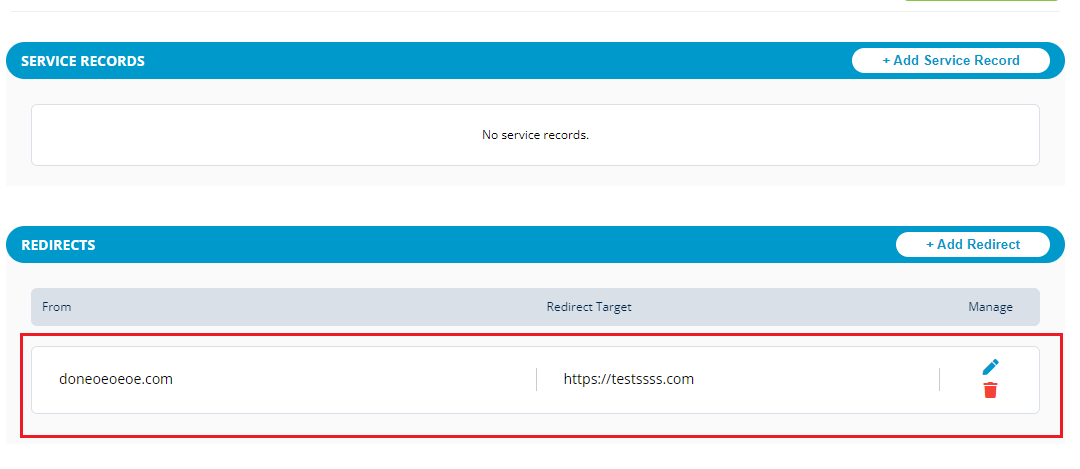 SERVICE RECORDS
+ Add Service Record
No service records.
REDIRECTS
+ Add Redirect
From Redirect Target Manage
doneoeoeoe.com https://testssss.com